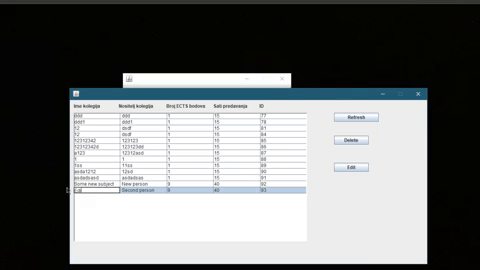 Ime kolegija Nositelj kolegija Broj ECTS bodova Sati predavanja ID
ddd ddd 1 15 77
ddd1 ddd1 1 15 78
12 dsdf 1 15 81
12 dsdf 1 15 84
12312342 123123 1 15 85
12312342d 123123dd 1 15 86
a123 12312asd 1 15 87
1 1 1 15 88
1ss 11ss 1 15 89
asda1212 12sd 1 15 90
asdadsasd asdadsas 1 15 91
Some new subject New person 9 40 92
Second person 9 40 93
Refresh
Delete
Edit